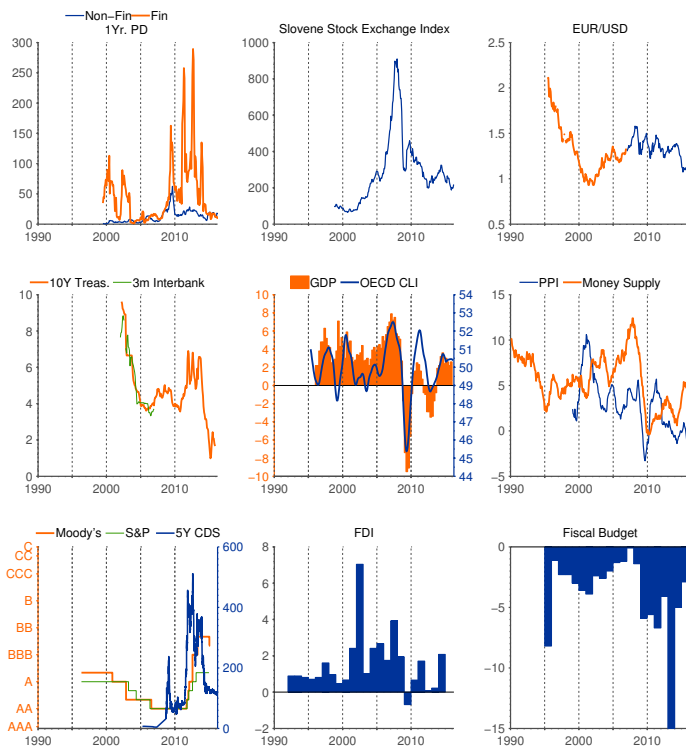 Non−Fin Fin
1Yr. PD
300
250
200
150
100
50
0
1990 2000 2010
Slovene Stock Exchange Index
1000
800
600
400
200
0
1990 2000 2010
EUR/USD
2.5
2
1.5
1
0.5
1990 2000 2010
10Y Treas. 3m Interbank
10
8
6
4
2
0
1990 2000 2010
GDP OECD CLI
10 54
8 53
6 52
4 51
2 50
0 49
−2 48
−4 47
−6 46
−8 45
−10 44
1990 2000 2010
PPI Money Supply
15
10
5
0
−5
1990 2000 2010
Moody's S&P 5Y CDS
C 600
CC
CCC 500
B 400
BB 300
BBB 200
A
AA 100
AAA 0
1990 2000 2010
FDI
8
6
4
2
0
−2
1990 2000 2010
Fiscal Budget
0
−5
−10
−15
1990 2000 2010